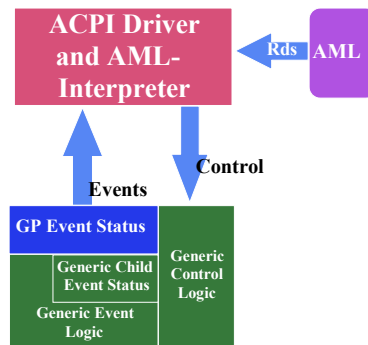 ACPI Driver
and AML-
Interpreter
Rds
AML
Control
Events
GP Event Status
Generic Child
Event Status
Generic Event
Logic
Generic
Control
Logic